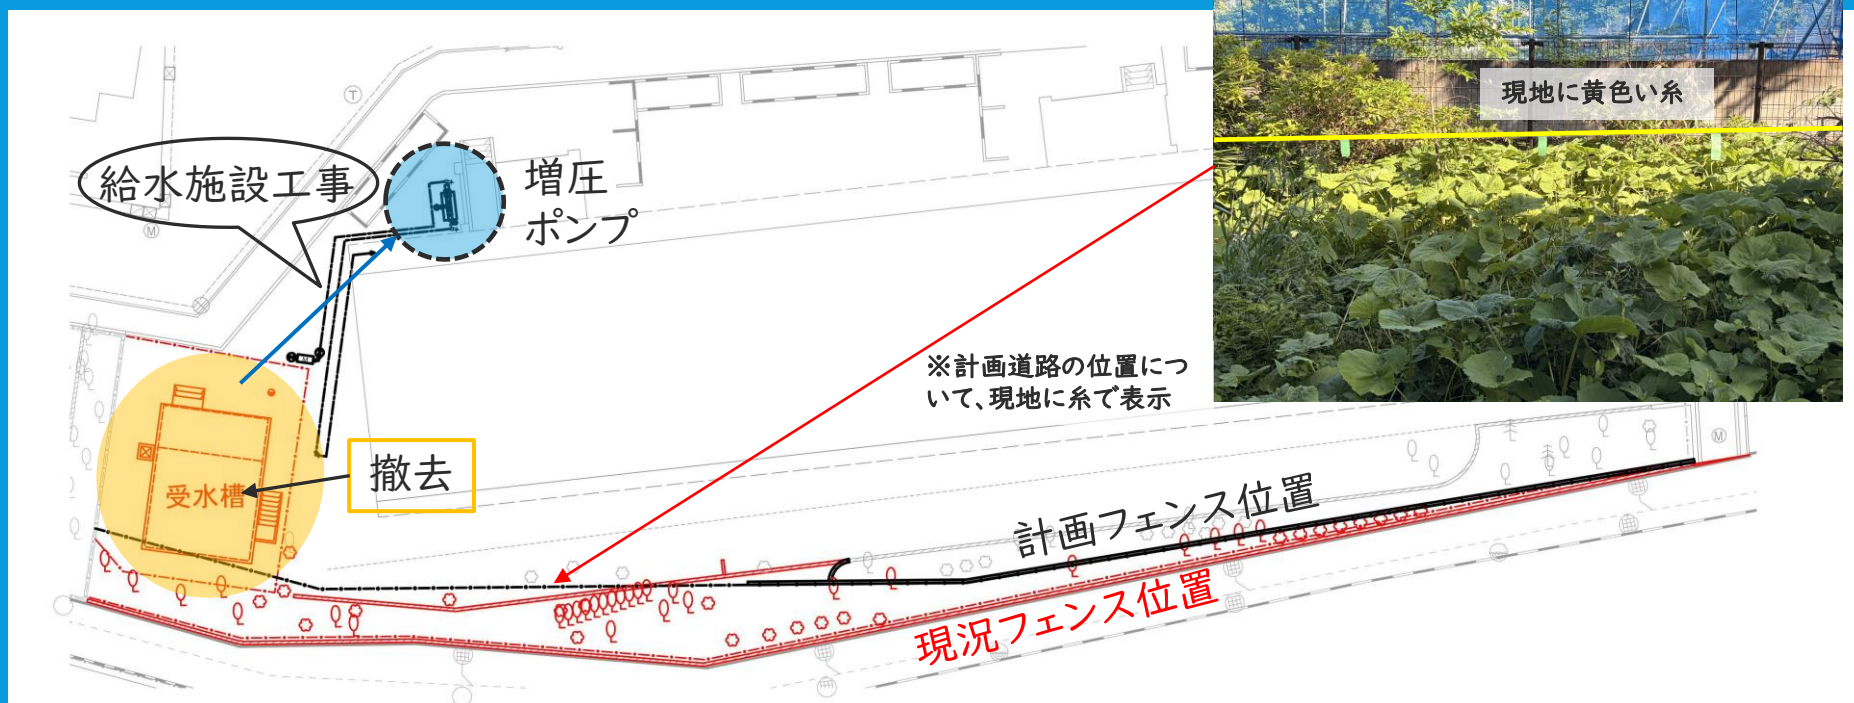 現地に黄色い糸
T
給水施設工事
増圧
ポンプ
M
※計画道路の位置につ
いて、現地に糸で表示
M
撤去
受水槽
計画フェンス位置
現況フェンス位置